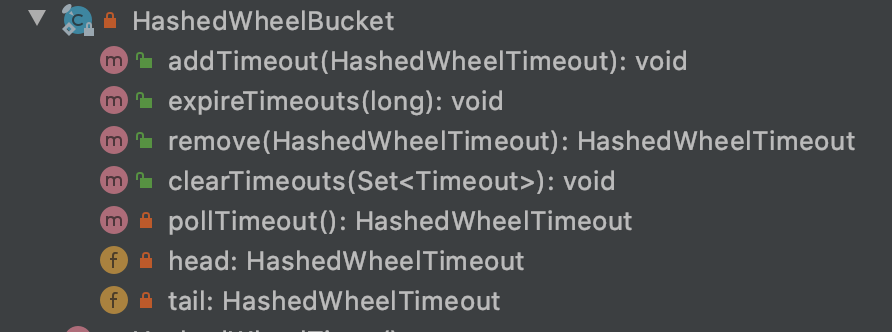 HashedWheelBucket
m addTimeout(HashedWheelTimeout): void
m expireTimeouts(long): void
m remove(HashedWheelTimeout): HashedWheelTimeout
m clearTimeouts(Set<Timeout>): void
m pollTimeout(): HashedWheelTimeout
f head: HashedWheelTimeout
f tail: HashedWheelTimeout